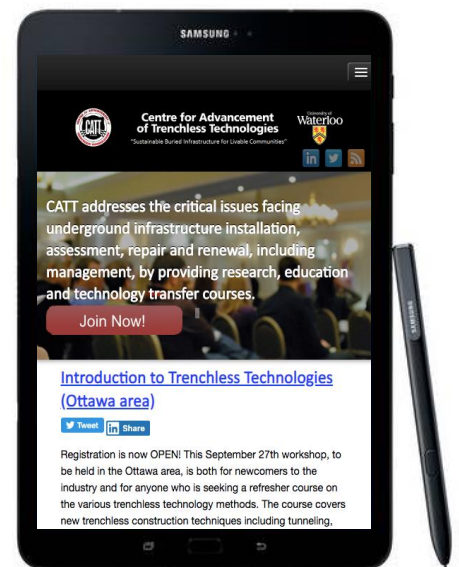 SAMSUNG
CATT
Centre for Advancement
of Trenchless Technologies
"Sustainable Buried Infrastructure for Livable Communities"
University of
Waterloo
in
CATT addresses the critical issues facing
underground infrastructure installation,
assessment, repair and renewal, including
management, by providing research, education
and technology transfer courses.
Join Now!
Introduction to Trenchless Technologies
(Ottawa area)
Tweet in Share
Registration is now OPEN! This September 27th workshop, to
be held in the Ottawa area, is both for newcomers to the
industry and for anyone who is seeking a refresher course on
the various trenchless technology methods. The course covers
new trenchless construction techniques including tunneling,
SAMSUNG